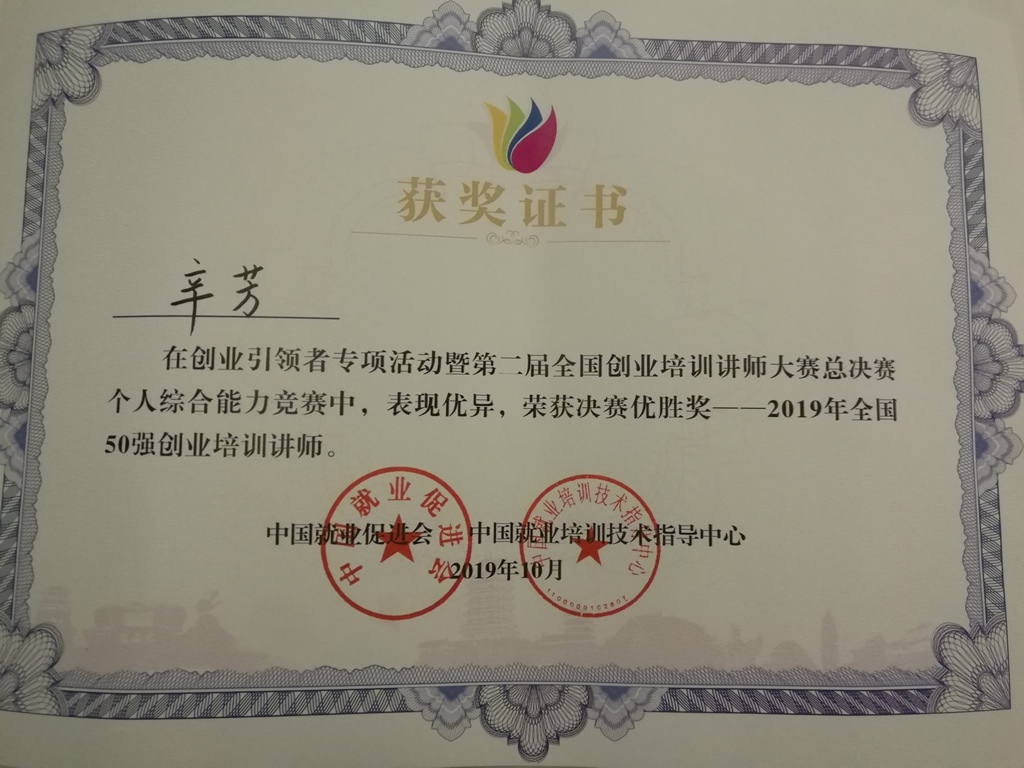 获奖证书
辛芳
在创业引领者专项活动暨第二届全国创业培训讲师大赛总决赛
个人综合能力竞赛中，表现优异，荣获决赛优胜奖——2019年全国
50强创业培训讲师。
中国就业促进会 中国就业培训技术指导中心
2019年10月
中国就业促进会
中国就业培训技术指导中心